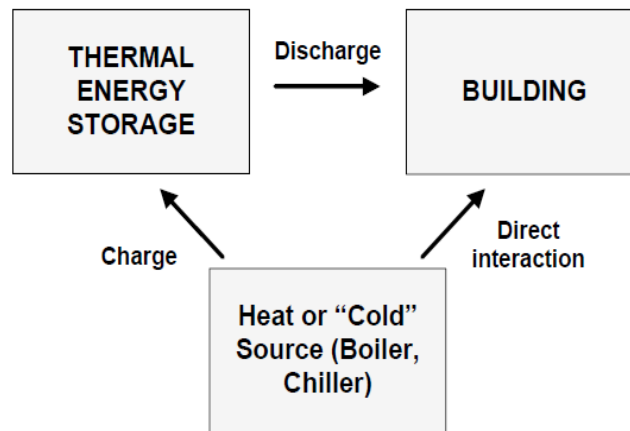 THERMAL
ENERGY
STORAGE
Discharge
BUILDING
Charge
Direct
interaction
Heat or “Cold”
Source (Boiler,
Chiller)